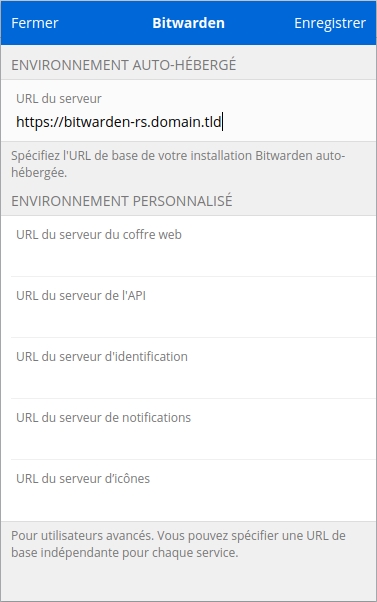 Fermer Bitwarden Enregistrer
ENVIRONNEMENT AUTO-HÉBERGÉ
URL du serveur
https://bitwarden-rs.domain.tld
Spécifiez l'URL de base de votre installation Bitwarden auto-
hébergée.
ENVIRONNEMENT PERSONNALISÉ
URL du serveur du coffre web
URL du serveur de l'API
URL du serveur d'identification
URL du serveur de notifications
URL du serveur d’icônes
Pour utilisateurs avancés. Vous pouvez spécifier une URL de
base indépendante pour chaque service.